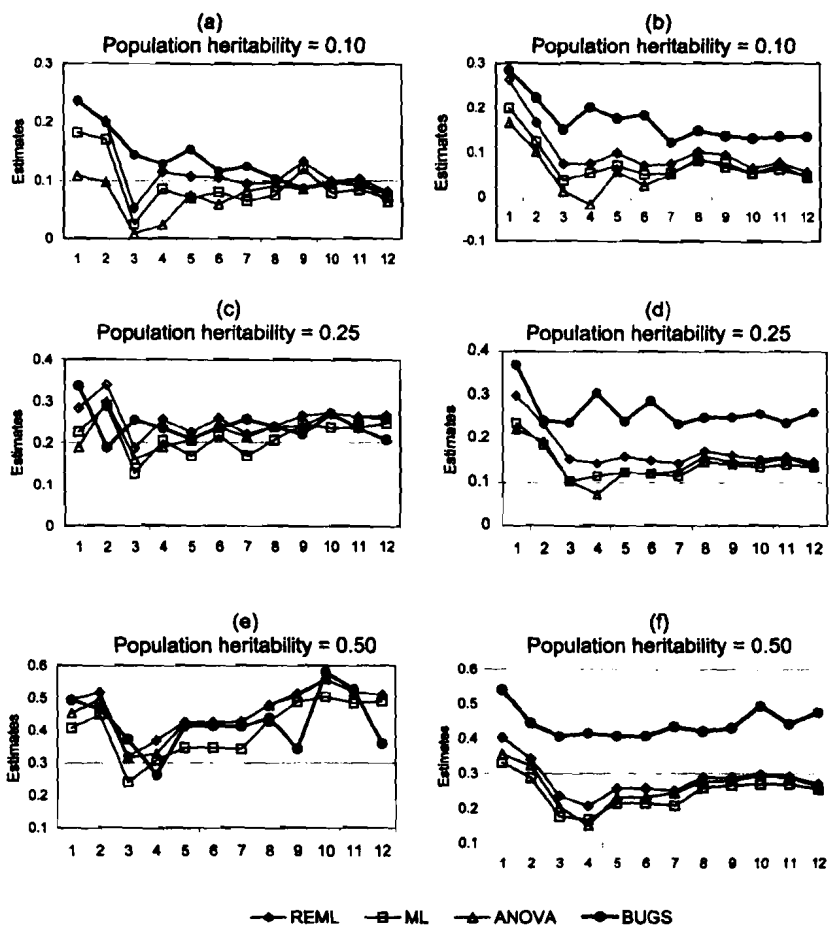 (a)
Population heritability = 0.10
Estimates
0.3
0.2
0.1
0
1 2 3 4 5 6 7 8 9 10 11 12
(b)
Population heritability = 0.10
Estimates
0.3
0.2
0.1
0
-0.1
1 2 3 4 5 6 7 8 9 10 11 12
(c)
Population heritability = 0.25
Estimates
0.4
0.3
0.2
0.1
0
1 2 3 4 5 6 7 8 9 10 11 12
(d)
Population heritability = 0.25
Estimates
0.4
0.3
0.2
0.1
0
1 2 3 4 5 6 7 8 9 10 11 12
(e)
Population heritability = 0.50
Estimates
0.6
0.5
0.4
0.3
0.2
0.1
1 2 3 4 5 6 7 8 9 10 11 12
(f)
Population heritability = 0.50
Estimates
0.6
0.5
0.4
0.3
0.2
0.1
1 2 3 4 5 6 7 8 9 10 11 12
REML ML ANOVA BUGS